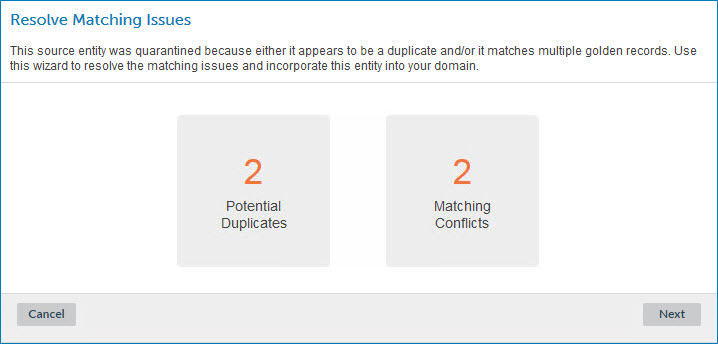 Resolve Matching Issues
This source entity was quarantined because either it appears to be a duplicate and/or it matches multiple golden records. Use
this wizard to resolve the matching issues and incorporate this entity into your domain.
2
Potential
Duplicates
2
Matching
Conflicts
Cancel
Next